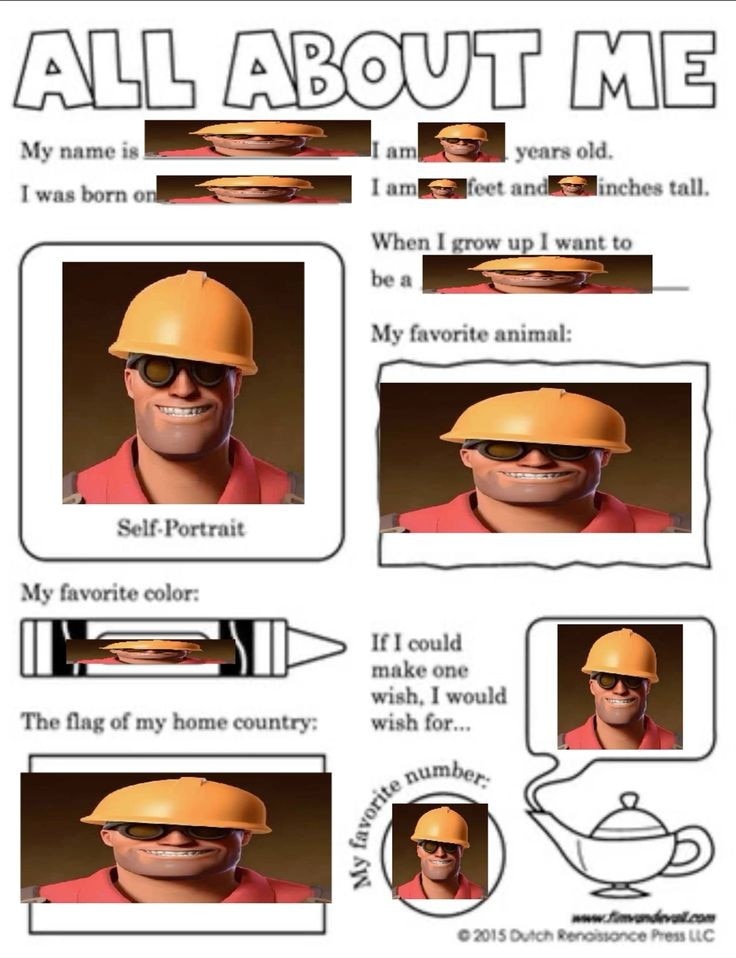 ALL ABOUT ME
My name is
I am years old.
I was born on
I am feet and inches tall.
When I grow up I want to
be a
Self-Portrait
My favorite animal:
My favorite color:
The flag of my home country:
If I could
make one
wish, I would
wish for...
My favorite number:
www.timvandevall.com
© 2015 Dutch Renaissance Press LLC